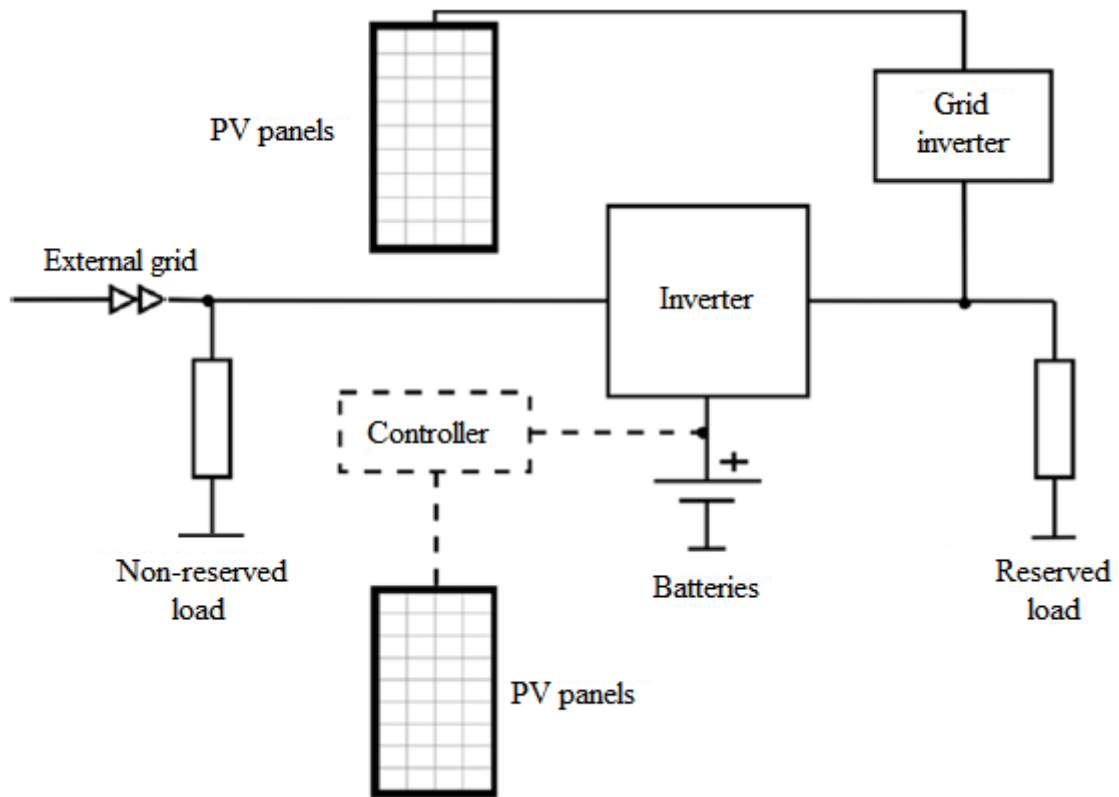 PV panels
Grid
inverter
External grid
Inverter
Controller
+
Non-reserved
load
Batteries
Reserved
load
PV panels